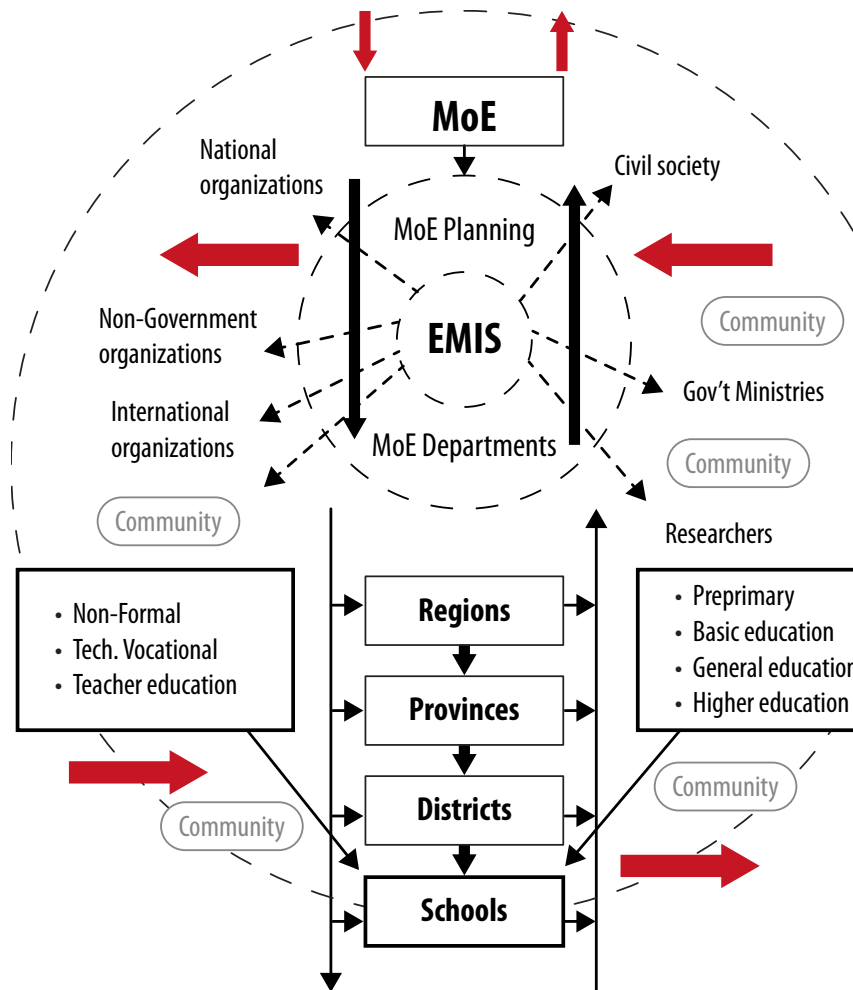 MoE
National
organizations
Civil society
MoE Planning
Non-Government
organizations
Community
EMIS
Gov't Ministries
International
organizations
MoE Departments
Community
Community
Researchers
• Non-Formal
• Tech. Vocational
• Teacher education
Regions
• Preprimary
• Basic education
• General education
• Higher education
Provinces
Community
Districts
Community
Schools